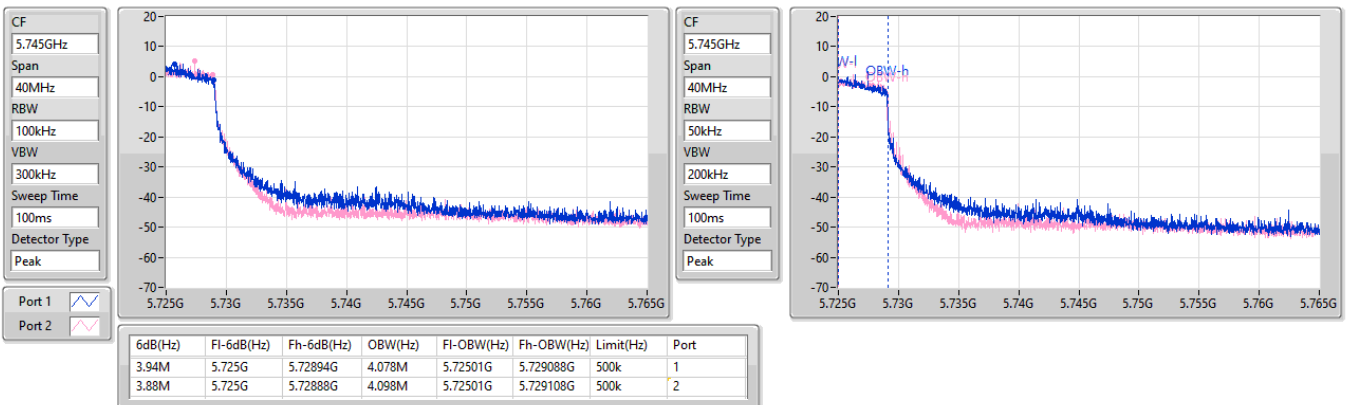 CF
5.745GHz
Span
40MHz
RBW
100kHz
VBW
300kHz
Sweep Time
100ms
Detector Type
Peak
Port 1
Port 2
20
10
0
-10
-20
-30
-40
-50
-60
-70
5.725G 5.73G 5.735G 5.74G 5.745G 5.75G 5.755G 5.76G 5.765G
CF
5.745GHz
Span
40MHz
RBW
50kHz
VBW
200kHz
Sweep Time
100ms
Detector Type
Peak
20
10
0
-10
-20
-30
-40
-50
-60
-70
W-l
OBW-h
5.725G 5.73G 5.735G 5.74G 5.745G 5.75G 5.755G 5.76G 5.765G
6dB(Hz) Fl-6dB(Hz) Fh-6dB(Hz) OBW(Hz) Fl-OBW(Hz) Fh-OBW(Hz) Limit(Hz) Port
3.94M 5.725G 5.72894G 4.078M 5.72501G 5.729088G 500k 1
3.88M 5.725G 5.72888G 4.098M 5.72501G 5.729108G 500k 2